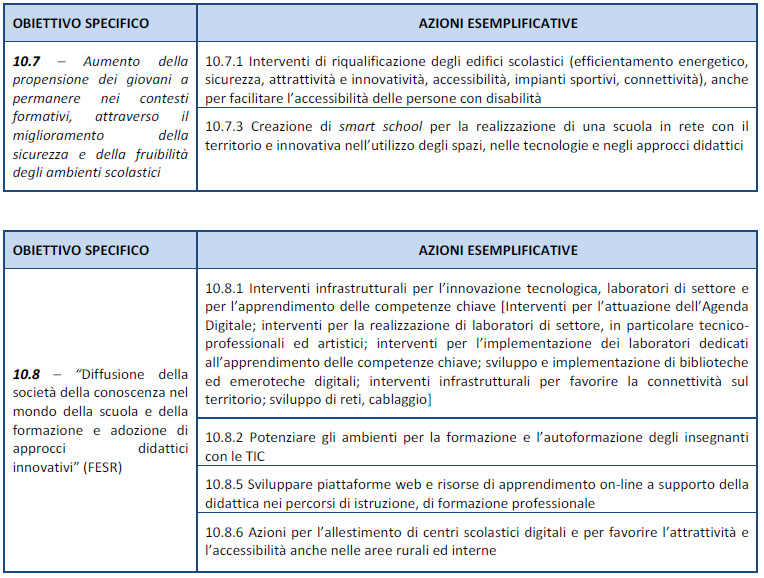 OBIETTIVO SPECIFICO
AZIONI ESEMPLIFICATIVE
10.7 – Aumento della
propensione dei giovani a
permanere nei contesti
formativi, attraverso il
miglioramento della
sicurezza e della fruibilità
degli ambienti scolastici
10.7.1 Interventi di riqualificazione degli edifici scolastici (efficientamento energetico,
sicurezza, attrattività e innovatività, accessibilità, impianti sportivi, connettività), anche
per facilitare l’accessibilità delle persone con disabilità
10.7.3 Creazione di smart school per la realizzazione di una scuola in rete con il
territorio e innovativa nell’utilizzo degli spazi, nelle tecnologie e negli approcci didattici
OBIETTIVO SPECIFICO
AZIONI ESEMPLIFICATIVE
10.8 – “Diffusione della
società della conoscenza nel
mondo della scuola e della
formazione e adozione di
approcci didattici
innovativi” (FESR)
10.8.1 Interventi infrastrutturali per l’innovazione tecnologica, laboratori di settore e
per l’apprendimento delle competenze chiave [Interventi per l’attuazione dell’Agenda
Digitale; interventi per la realizzazione di laboratori di settore, in particolare tecnico-
professionali ed artistici; interventi per l’implementazione dei laboratori dedicati
all’apprendimento delle competenze chiave; sviluppo e implementazione di biblioteche
ed emeroteche digitali; interventi infrastrutturali per favorire la connettività sul
territorio; sviluppo di reti, cablaggio]
10.8.2 Potenziare gli ambienti per la formazione e l’autoformazione degli insegnanti
con le TIC
10.8.5 Sviluppare piattaforme web e risorse di apprendimento on-line a supporto della
didattica nei percorsi di istruzione, di formazione professionale
10.8.6 Azioni per l’allestimento di centri scolastici digitali e per favorire l’attrattività e
l’accessibilità anche nelle aree rurali ed interne